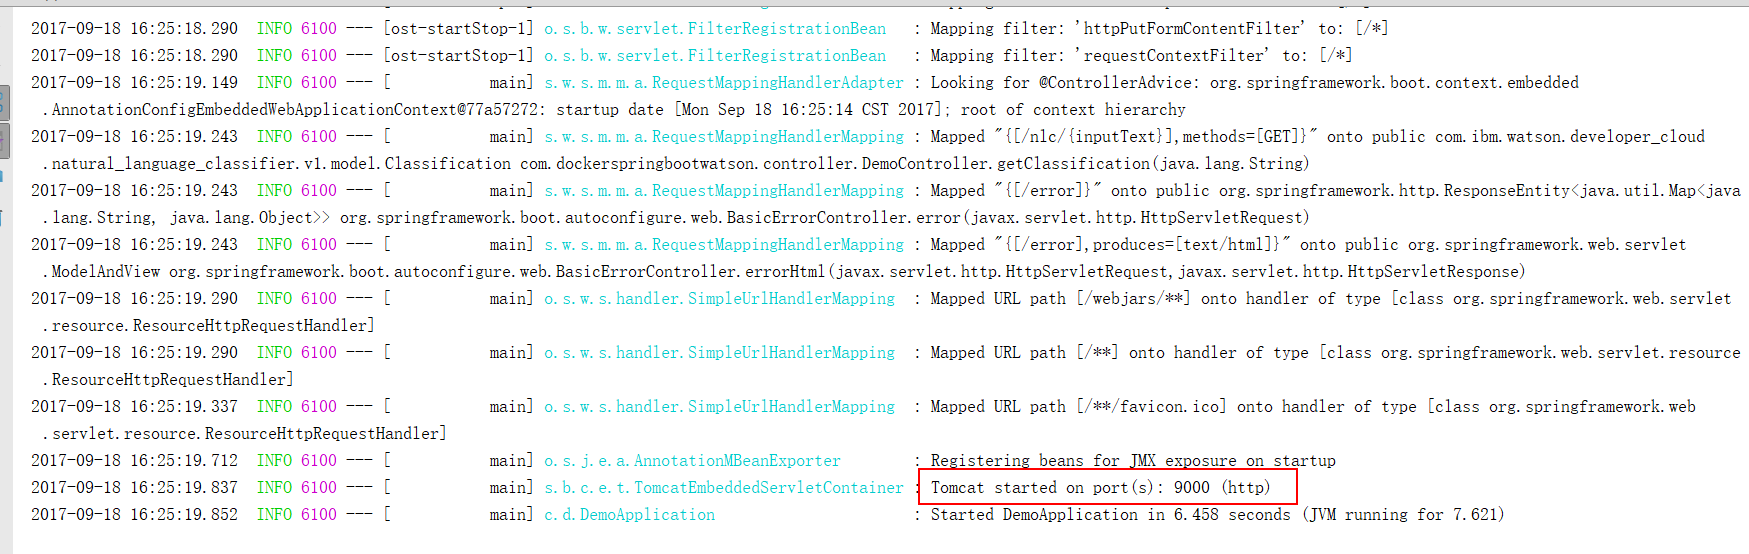 2017-09-18 16:25:18.290  INFO 6100 --- [ost-startStop-1] o.s.b.w.servlet.FilterRegistrationBean   : Mapping filter: 'httpPutFormContentFilter' to: [/*]
2017-09-18 16:25:18.290  INFO 6100 --- [ost-startStop-1] o.s.b.w.servlet.FilterRegistrationBean   : Mapping filter: 'requestContextFilter' to: [/*]
2017-09-18 16:25:19.149  INFO 6100 --- [           main] s.w.s.m.m.a.RequestMappingHandlerAdapter : Looking for @ControllerAdvice: org.springframework.boot.context.embedded
.AnnotationConfigEmbeddedWebApplicationContext@77a57272: startup date [Mon Sep 18 16:25:14 CST 2017]; root of context hierarchy
2017-09-18 16:25:19.243  INFO 6100 --- [           main] s.w.s.m.m.a.RequestMappingHandlerMapping : Mapped "{[/nlc/{inputText}],methods=[GET]}" onto public com.ibm.watson.developer_cloud
.natural_language_classifier.v1.model.Classification com.dockerspringbootwatson.controller.DemoController.getClassification(java.lang.String)
2017-09-18 16:25:19.243  INFO 6100 --- [           main] s.w.s.m.m.a.RequestMappingHandlerMapping : Mapped "{[/error]}" onto public org.springframework.http.ResponseEntity<java.util.Map<java
.lang.String, java.lang.Object>> org.springframework.boot.autoconfigure.web.BasicErrorController.error(javax.servlet.http.HttpServletRequest)
2017-09-18 16:25:19.243  INFO 6100 --- [           main] s.w.s.m.m.a.RequestMappingHandlerMapping : Mapped "{[/error],produces=[text/html]}" onto public org.springframework.web.servlet
.ModelAndView org.springframework.boot.autoconfigure.web.BasicErrorController.errorHtml(javax.servlet.http.HttpServletRequest,javax.servlet.http.HttpServletResponse)
2017-09-18 16:25:19.290  INFO 6100 --- [           main] o.s.w.s.handler.SimpleUrlHandlerMapping  : Mapped URL path [/webjars/**] onto handler of type [class org.springframework.web.servlet
.resource.ResourceHttpRequestHandler]
2017-09-18 16:25:19.290  INFO 6100 --- [           main] o.s.w.s.handler.SimpleUrlHandlerMapping  : Mapped URL path [/**] onto handler of type [class org.springframework.web.servlet.resource
.ResourceHttpRequestHandler]
2017-09-18 16:25:19.337  INFO 6100 --- [           main] o.s.w.s.handler.SimpleUrlHandlerMapping  : Mapped URL path [/**/favicon.ico] onto handler of type [class org.springframework.web
.servlet.resource.ResourceHttpRequestHandler]
2017-09-18 16:25:19.712  INFO 6100 --- [           main] o.s.j.e.a.AnnotationMBeanExporter        : Registering beans for JMX exposure on startup
2017-09-18 16:25:19.837  INFO 6100 --- [           main] s.b.c.e.t.TomcatEmbeddedServletContainer : Tomcat started on port(s): 9000 (http)
2017-09-18 16:25:19.852  INFO 6100 --- [           main] c.d.DemoApplication                      : Started DemoApplication in 6.458 seconds (JVM running for 7.621)